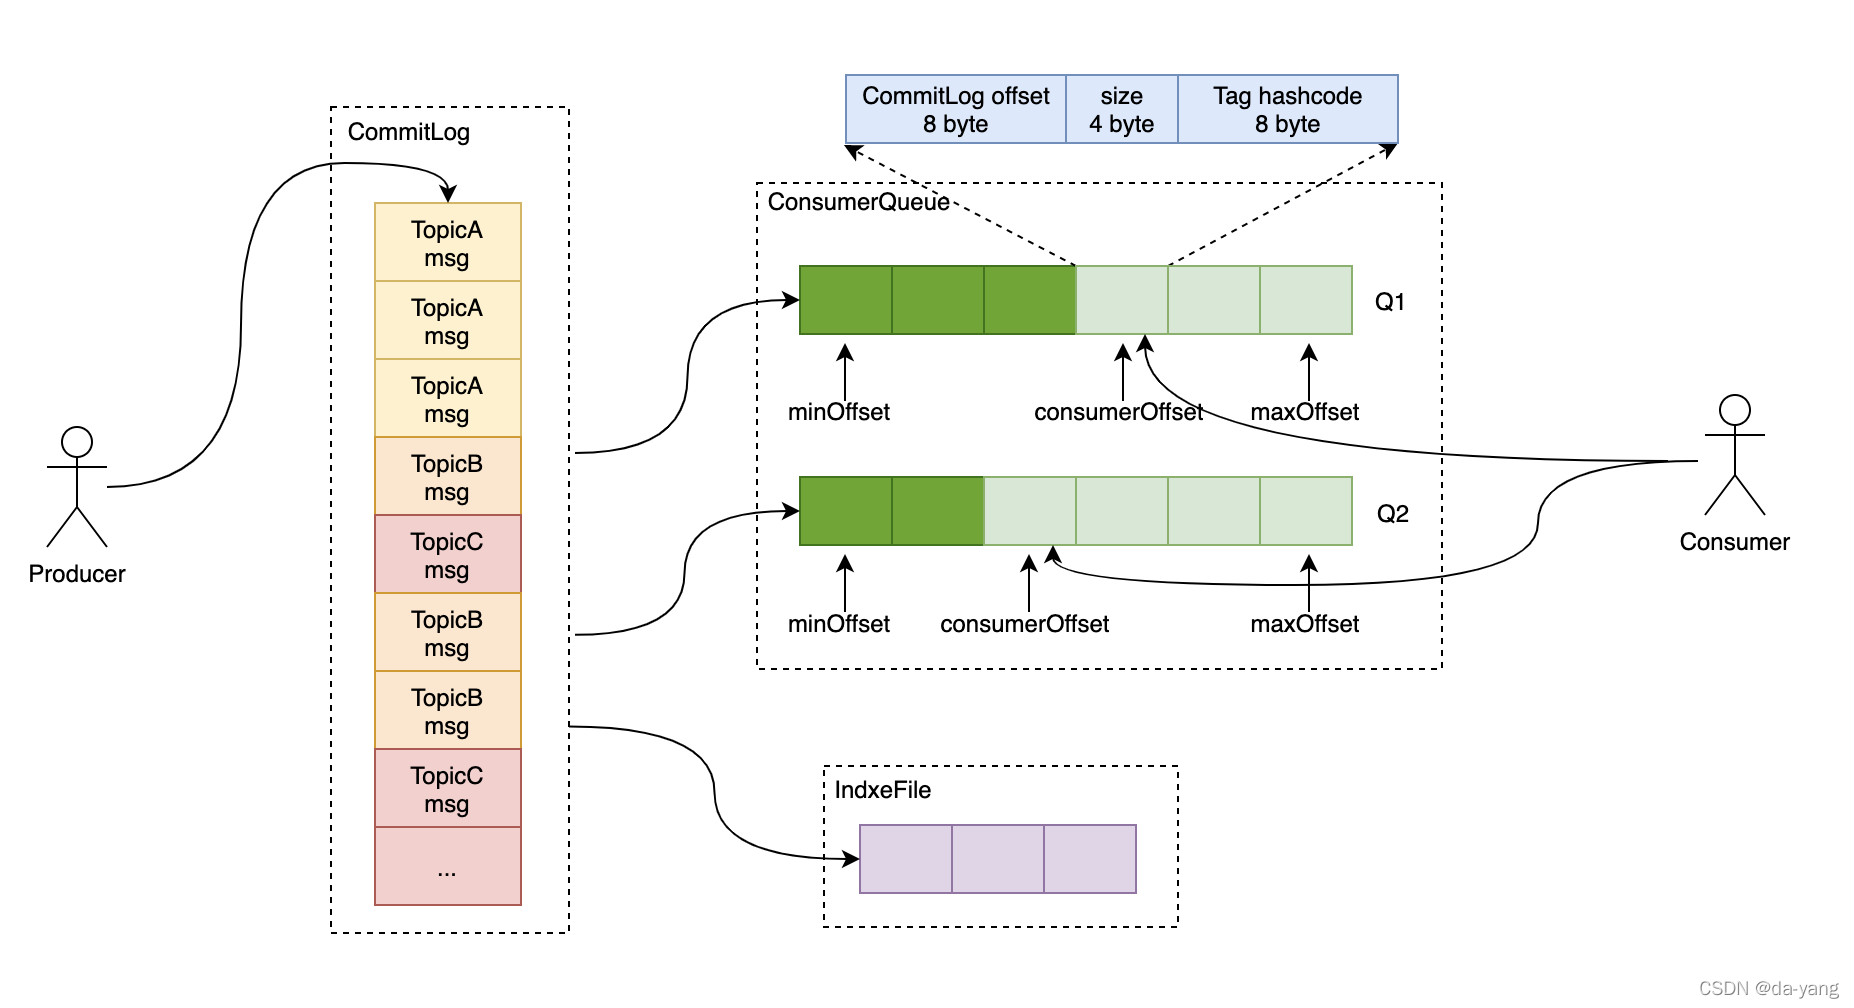 CommitLog offset
8 byte
size
4 byte
Tag hashcode
8 byte
CommitLog
TopicA
msg
TopicA
msg
TopicA
msg
TopicB
msg
TopicC
msg
TopicB
msg
TopicB
msg
TopicC
msg
...
Producer
ConsumerQueue
Q1
minOffset
consumerOffset
maxOffset
Q2
minOffset
consumerOffset
maxOffset
Consumer
IndxeFile
CSDN @da-yang